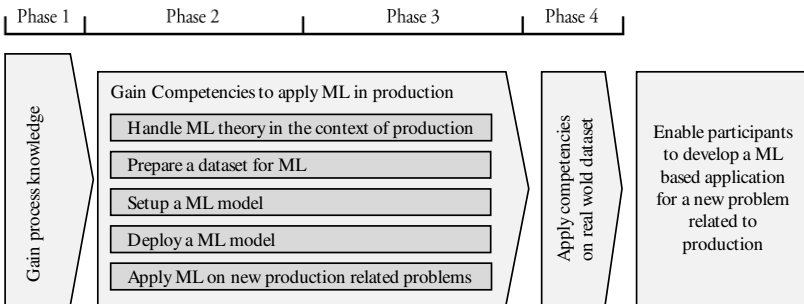 Phase 1
Phase 2
Phase 3
Phase 4
Gain process knowledge
Gain Competencies to apply ML in production
Handle ML theory in the context of production
Prepare a dataset for ML
Setup a ML model
Deploy a ML model
Apply ML on new production related problems
Apply competencies
on real wold dataset
Enable participants
to develop a ML
based application
for a new problem
related to
production